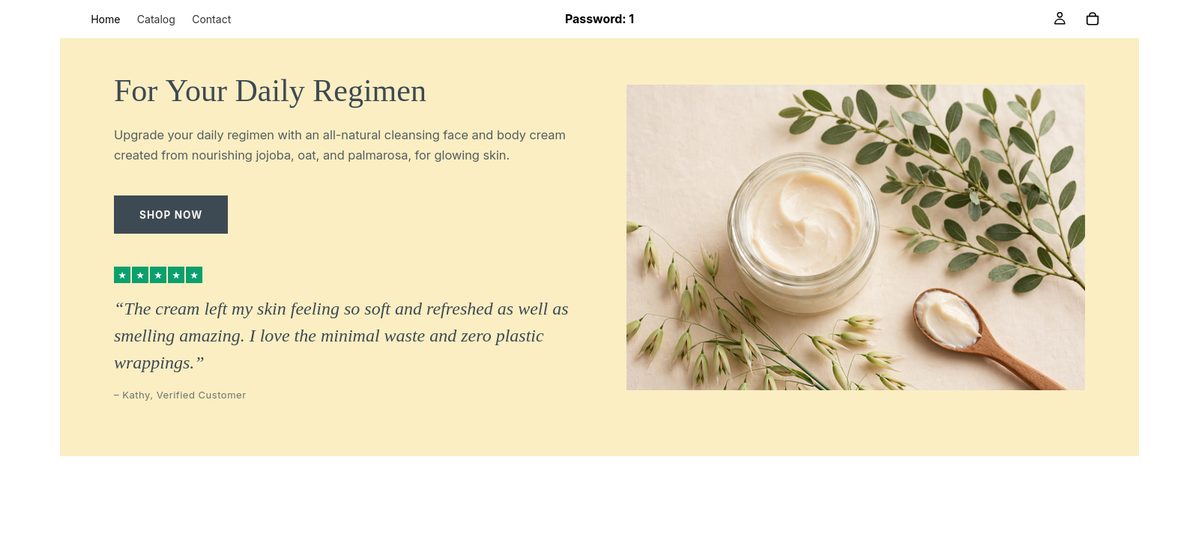 Home Catalog Contact
Password: 1
For Your Daily Regimen
Upgrade your daily regimen with an all-natural cleansing face and body cream
created from nourishing jojoba, oat, and palmarosa, for glowing skin.
SHOP NOW
“The cream left my skin feeling so soft and refreshed as well as
smelling amazing. I love the minimal waste and zero plastic
wrappings.”
– Kathy, Verified Customer